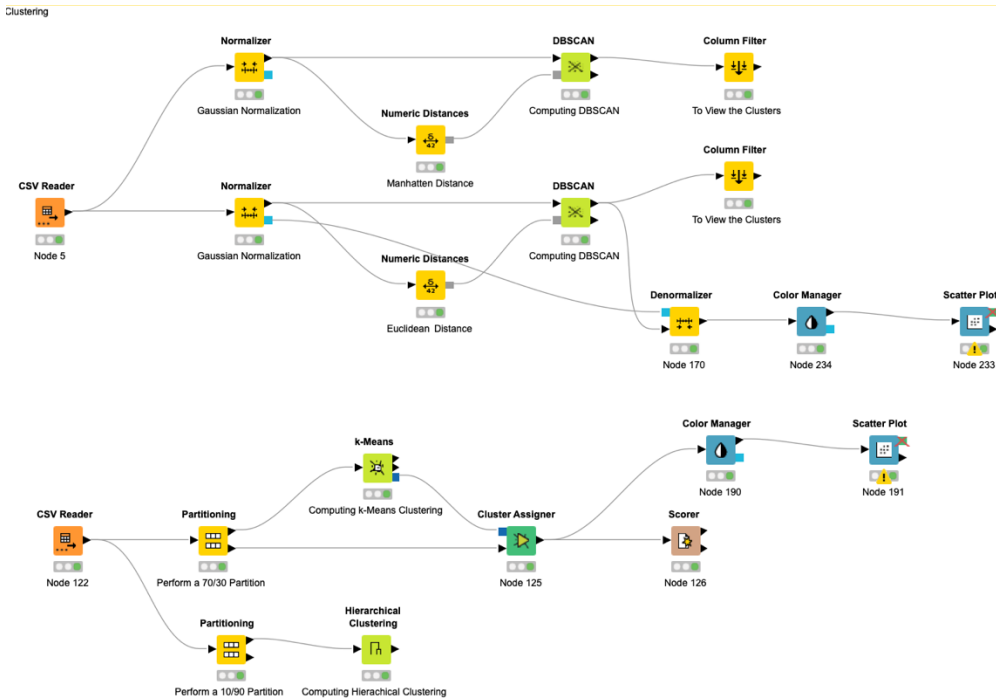 Clustering
Normalizer
Gaussian Normalization
DBSCAN
Computing DBSCAN
Column Filter
To View the Clusters
Numeric Distances
Manhatten Distance
Column Filter
To View the Clusters
CSV Reader
Node 5
Normalizer
Gaussian Normalization
DBSCAN
Computing DBSCAN
Numeric Distances
Euclidean Distance
Denormalizer
Node 170
Color Manager
Node 234
Scatter Plot
Node 233
k-Means
Computing k-Means Clustering
Color Manager
Node 190
Scatter Plot
Node 191
CSV Reader
Node 122
Partitioning
Perform a 70/30 Partition
Cluster Assigner
Node 125
Scorer
Node 126
Partitioning
Perform a 10/90 Partition
Hierarchical
Clustering
Computing Hierachical Clustering